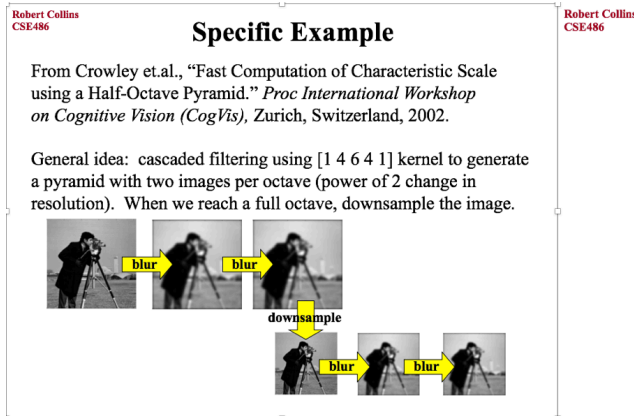 Robert Collins
CSE486
Specific Example
From Crowley et.al., “Fast Computation of Characteristic Scale
using a Half-Octave Pyramid.” Proc International Workshop
on Cognitive Vision (CogVis), Zurich, Switzerland, 2002.
General idea:  cascaded filtering using [1 4 6 4 1] kernel to generate
a pyramid with two images per octave (power of 2 change in
resolution).  When we reach a full octave, downsample the image.
blur
blur
downsample
blur
blur
Robert Collins
CSE486